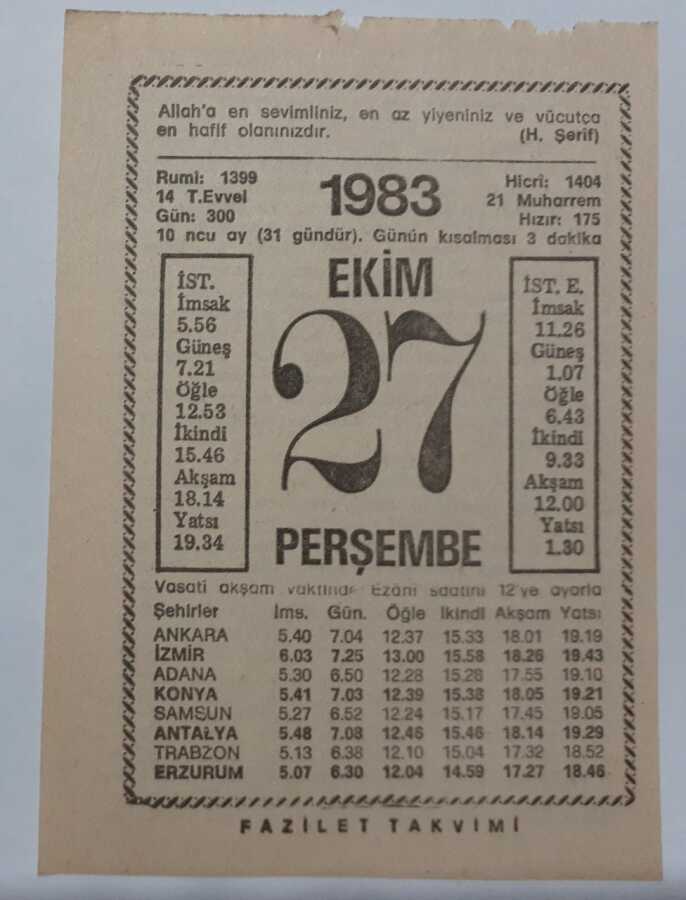 Allah'a en sevimliniz, en az yiyeniniz ve vücutça
en hafif olanınızdır. (H. Şerif)
Rumi: 1399
14 T.Evvel
Gün: 300
1983
Hicri: 1404
21 Muharrem
Hızır: 175
10 ncu ay (31 gündür). Günün kısalması 3 dakika
İST.
İmsak
5.56
Güneş
7.21
Öğle
12.53
İkindi
15.46
Akşam
18.14
Yatsı
19.34
EKİM
27
PERŞEMBE
İST. E.
İmsak
11.26
Güneş
1.07
Öğle
6.43
İkindi
9.33
Akşam
12.00
Yatsı
1.30
Vasati akşam vaktinde Ezani saatini 12'ye ayarla
Şehirler İms. Gün. Öğle İkindi Akşam Yatsı
ANKARA 5.40 7.04 12.37 15.33 18.01 19.19
İZMİR 6.03 7.25 13.00 15.58 18.26 19.43
ADANA 5.30 6.50 12.28 15.28 17.55 19.10
KONYA 5.41 7.03 12.39 15.38 18.05 19.21
SAMSUN 5.27 6.52 12.24 15.17 17.45 19.05
ANTALYA 5.48 7.08 12.46 15.46 18.14 19.29
TRABZON 5.13 6.38 12.10 15.04 17.32 18.52
ERZURUM 5.07 6.30 12.04 14.59 17.27 18.46
FAZİLET TAKVİMİ